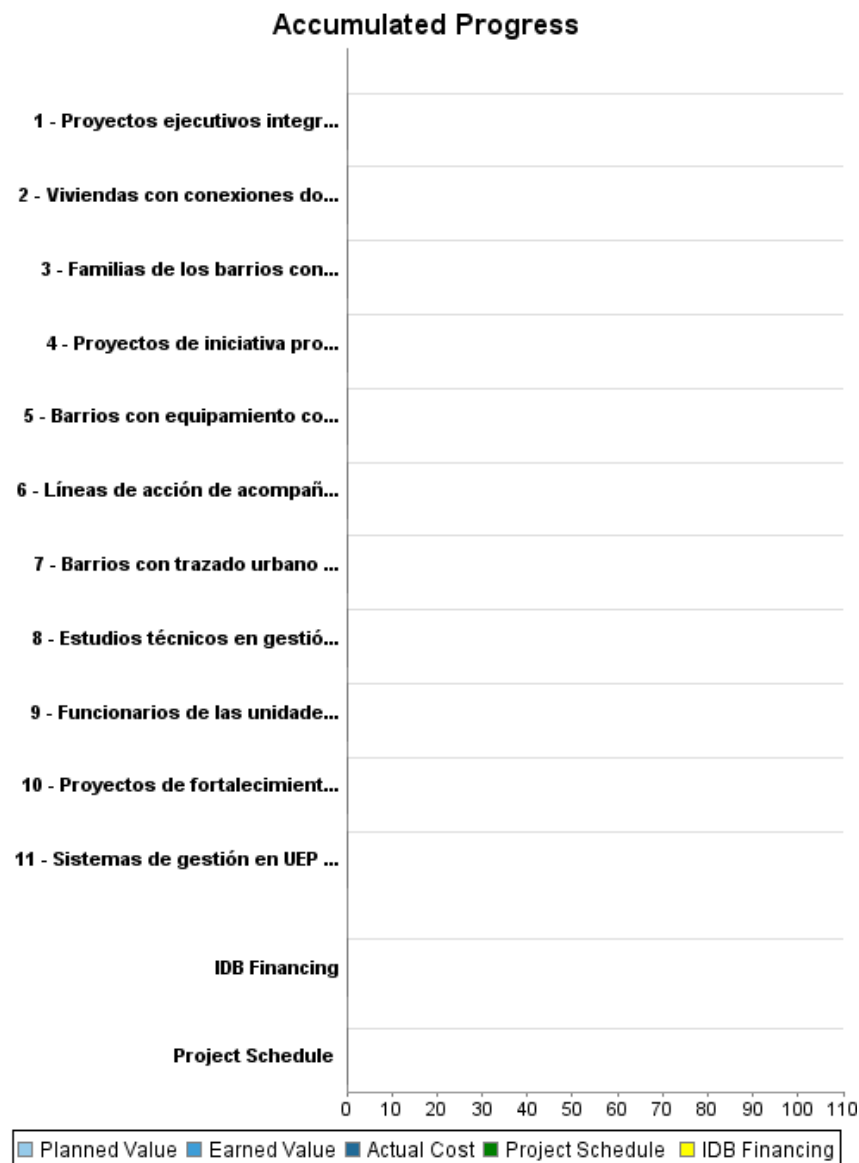 Accumulated Progress
1 - Proyectos ejecutivos integr...
2 - Viviendas con conexiones do...
3 - Familias de los barrios con...
4 - Proyectos de iniciativa pro...
5 - Barrios con equipamiento co...
6 - Líneas de acción de acompañ...
7 - Barrios con trazado urbano ...
8 - Estudios técnicos en gestió...
9 - Funcionarios de las unidade...
10 - Proyectos de fortalecimient...
11 - Sistemas de gestión en UEP ...
IDB Financing
Project Schedule
0 10 20 30 40 50 60 70 80 90 100 110
Planned Value Earned Value Actual Cost Project Schedule IDB Financing